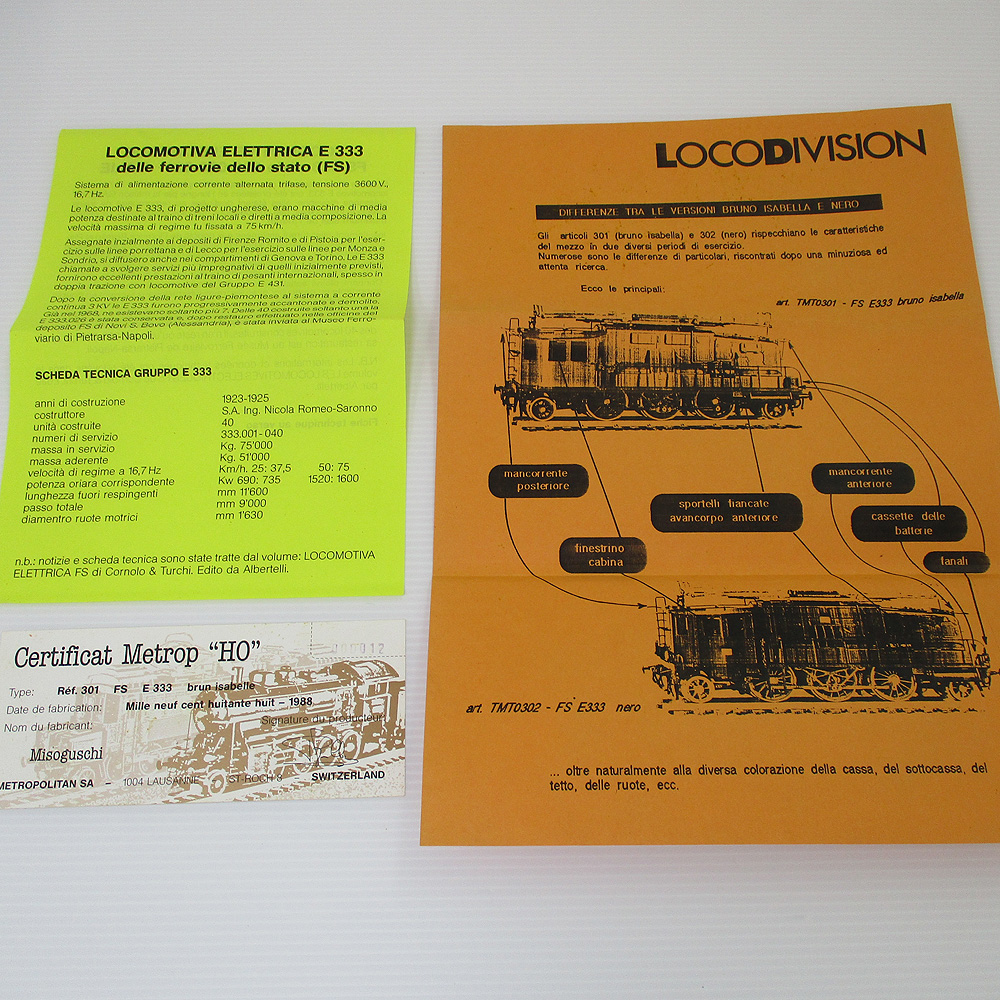 LOCOMOTIVA ELETTRICA E 333
delle ferrovie dello stato (FS)
Sistema di alimentazione corrente alternata trifase, tensione 3600 V.,
16,7 Hz.
Le locomotive E 333, di progetto ungherese, erano macchine di media
potenza destinate al traino di treni locali e diretti a media composizione. La
velocità massima di regime fu fissata a 75 km/h.
Assegnate inzialmente ai depositi di Firenze Romito e di Pistoia per l'eser-
cizio sulle linee porrettana e di Lecco per l'esercizio sulle linee per Monza e
Sondrio, si diffusero anche nei compartimenti di Genova e Torino. Le E 333
chiamate a svolgere servizi più impregnativi di quelli inizialmente previsti,
fornirono eccellenti prestazioni al traino di pesanti internazionali, spesso in
doppia trazione con locomotive del Gruppo E 431.
Dopo la conversione della rete ligure-piemontese al sistema a corrente
continua 3 KV le E 333 furono progressivamente accantonate e demolite.
Già nel 1968, ne esistevano soltanto più 7. Delle 40 costruite soltanto una la
E 333.026 è stata conservata e, dopo restauro effettuato nelle officine del
deposito FS di Novi S. Bovo (Alessandria), è stata inviata al Museo Ferro-
viario di Pietrarsa-Napoli.
SCHEDA TECNICA GRUPPO E 333
anni di costruzione 1923-1925
costruttore S.A. Ing. Nicola Romeo-Saronno
unità costruite 40
numeri di servizio 333.001-040
massa in servizio Kg. 75'000
massa aderente Kg. 51'000
velocità di regime a 16,7 Hz Km/h. 25: 37,5 50: 75
potenza oriara corrispondente Kw 690: 735 1520: 1600
lunghezza fuori respingenti mm 11'600
passo totale mm 9'000
diamentro ruote motrici mm 1'630
n.b.: notizie e scheda tecnica sono state tratte dal volume: LOCOMOTIVA
ELETTRICA FS di Cornolo & Turchi. Edito da Albertelli.
Certificat Metrop "HO"
Type: Réf. 301 FS E 333 brun isabelle
Date de fabrication: Mille neuf cent huitante huit – 1988
Nom du fabricant: Signature du producteur
Misoguschi
METROPOLITAN SA – 1004 LAUSANNE ST-ROCH 8 SWITZERLAND
LOCODIVISION
DIFFERENZE TRA LE VERSIONI BRUNO ISABELLA E NERO
Gli articoli 301 (bruno isabella) e 302 (nero) rispecchiano le caratteristiche
del mezzo in due diversi periodi di esercizio.
Numerose sono le differenze di particolari, riscontrati dopo una minuziosa ed
attenta ricerca.
Ecco le principali:
art. TMT0301 - FS E333 bruno isabella
mancorrente
posteriore
mancorrente
anteriore
sportelli fiancate
avancorpo anteriore
cassette delle
batterie
finestrino
cabina
fanali
art. TMT0302 - FS E333 nero
... oltre naturalmente alla diversa colorazione della cassa, del sottocassa, del
tetto, delle ruote, ecc.